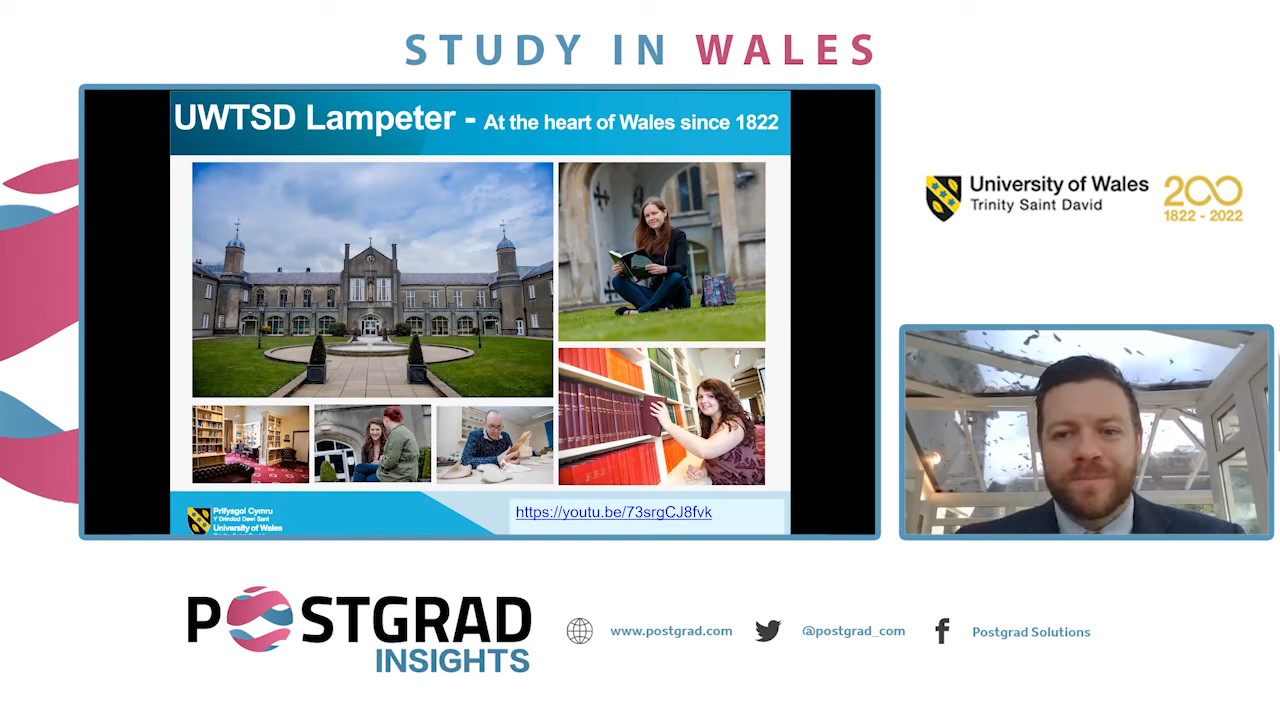 STUDY IN WALES
UWTSD Lampeter - At the heart of Wales since 1822
University of Wales
Trinity Saint David
200
1822 - 2022
Prifysgol Cymru
Y Drindod Dewi Sant
University of Wales
Trinity Saint David
https://youtu.be/73srgCJ8fvk
POSTGRAD
INSIGHTS
www.postgrad.com
@postgrad_com
Postgrad Solutions